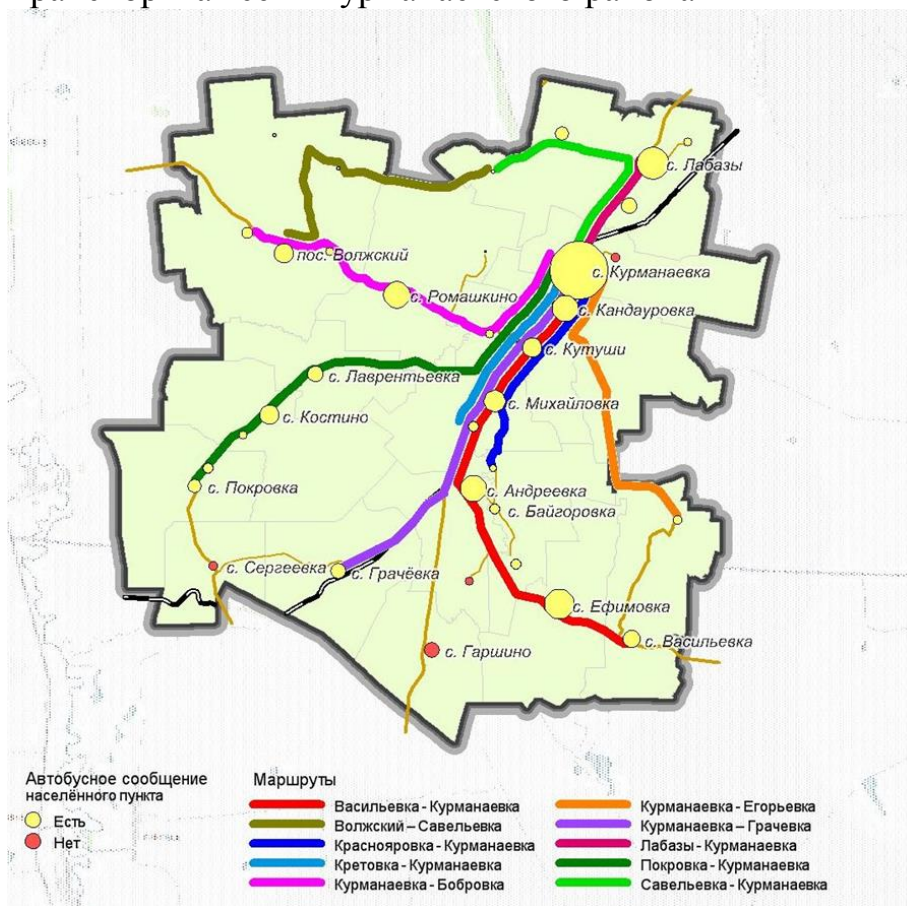 с. Лабазы
с. Курманаевка
пос. Волжский
с. Ромашкино
с. Кандауровка
с. Кутуши
с. Лаврентьевка
с. Михайловка
с. Костино
с. Покровка
с. Андреевка
с. Байгоровка
с. Сергеевка
с. Грачёвка
с. Ефимовка
с. Васильевка
с. Гаршино
Автобусное сообщение
населённого пункта
Есть
Нет
Маршруты
Васильевка - Курманаевка
Волжский – Савельевка
Краснояровка - Курманаевка
Кретовка - Курманаевка
Курманаевка - Бобровка
Курманаевка - Егорьевка
Курманаевка – Грачевка
Лабазы - Курманаевка
Покровка - Курманаевка
Савельевка - Курманаевка